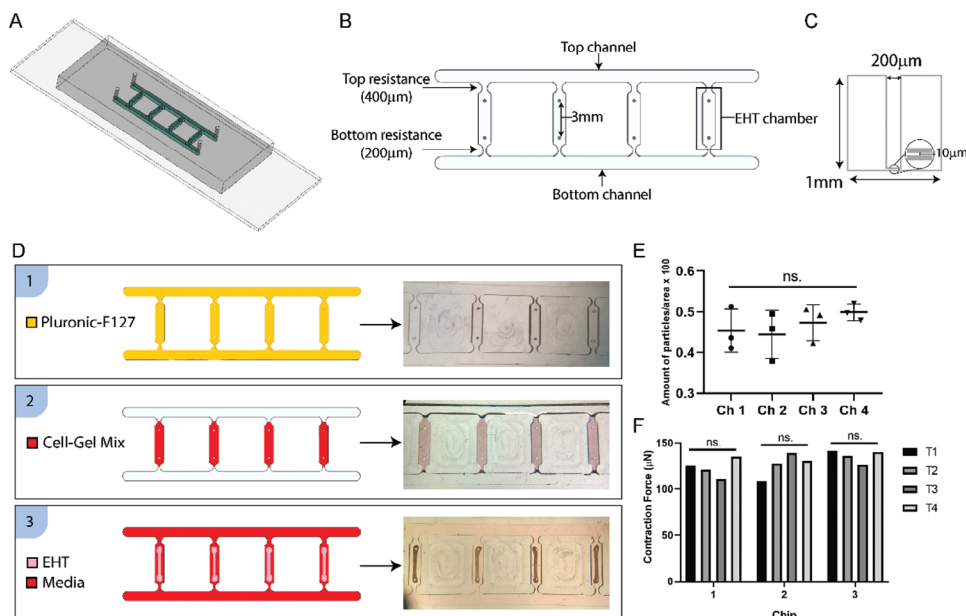 A
B
Top channel
Top resistance
(400μm)
3mm
EHT chamber
Bottom resistance
(200μm)
Bottom channel
C
200μm
10μm
1mm
D
1
Pluronic-F127
2
Cell-Gel Mix
3
EHT
Media
E
Amount of particles/area x 100
0.6
0.5
0.4
0.3
ns.
Ch 1 Ch 2 Ch 3 Ch 4
F
Contraction Force (μN)
150
100
50
0
ns. ns. ns.
1 2 3
Chip
T1
T2
T3
T4